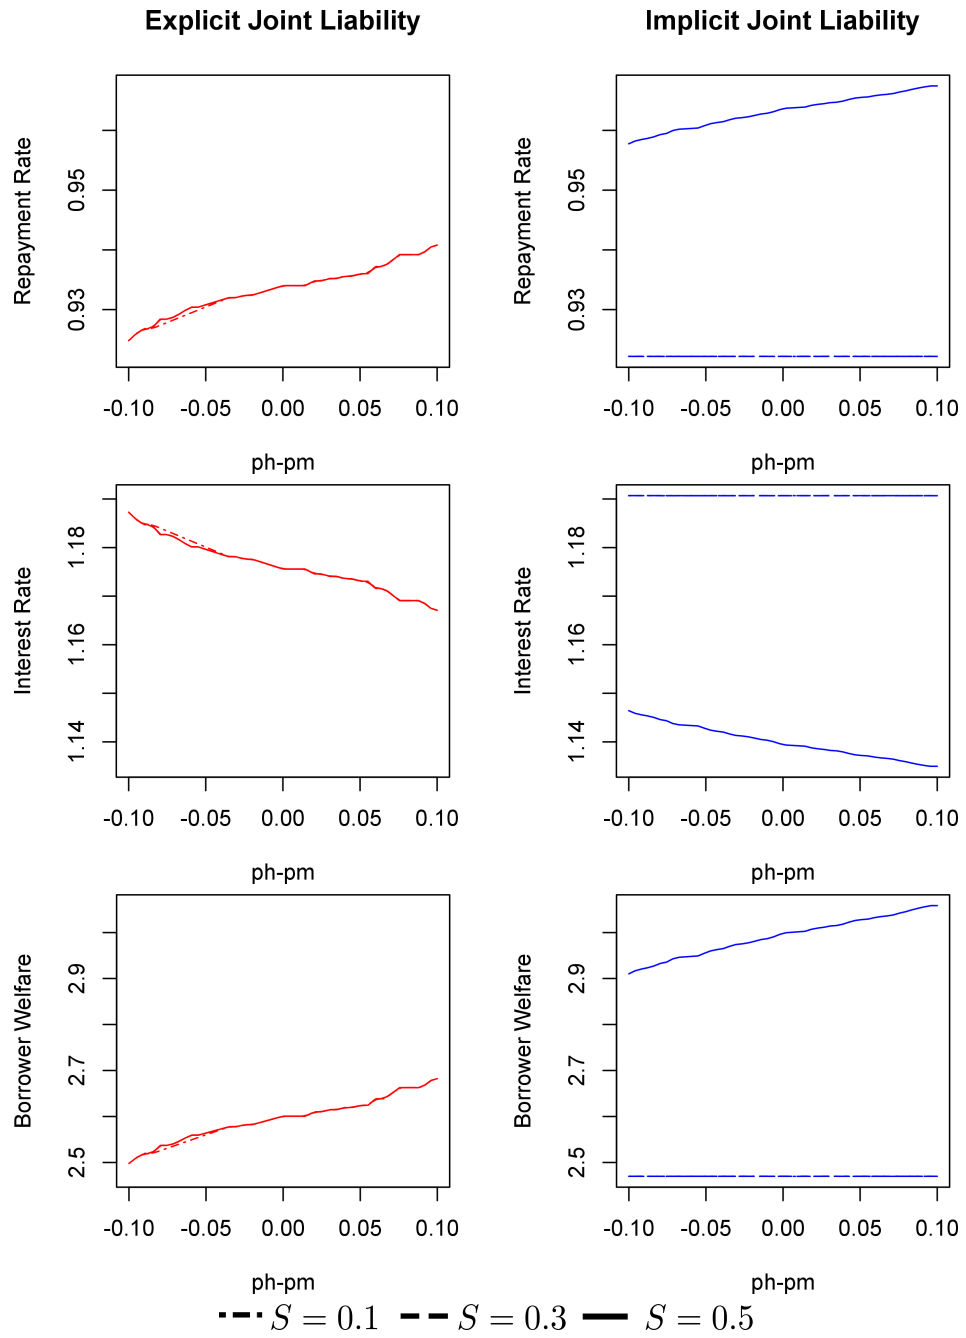 Explicit Joint Liability
Implicit Joint Liability
Repayment Rate
0.93
0.95
-0.10 -0.05 0.00 0.05 0.10
ph-pm
Repayment Rate
0.93
0.95
-0.10 -0.05 0.00 0.05 0.10
ph-pm
Interest Rate
1.14
1.16
1.18
-0.10 -0.05 0.00 0.05 0.10
ph-pm
Interest Rate
1.14
1.16
1.18
-0.10 -0.05 0.00 0.05 0.10
ph-pm
Borrower Welfare
2.5
2.7
2.9
-0.10 -0.05 0.00 0.05 0.10
ph-pm
Borrower Welfare
2.5
2.7
2.9
-0.10 -0.05 0.00 0.05 0.10
ph-pm
S = 0.1 S = 0.3 S = 0.5